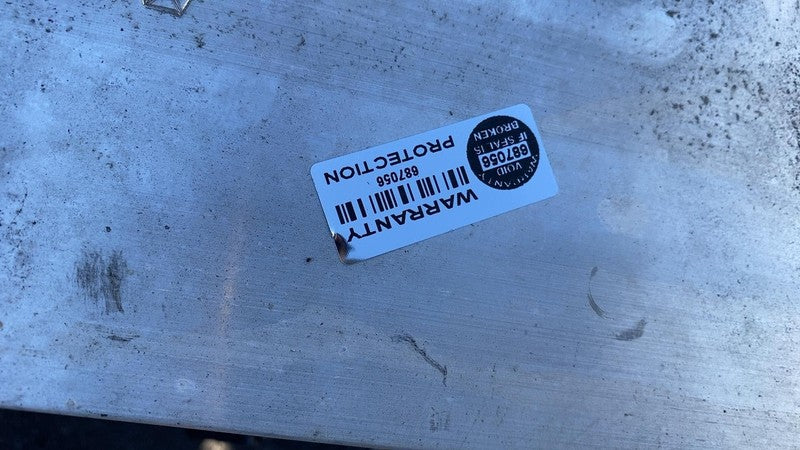 WARRANTY
687056
PROTECTION
WARRANTY
VOID
687056
IF SEAL IS
BROKEN